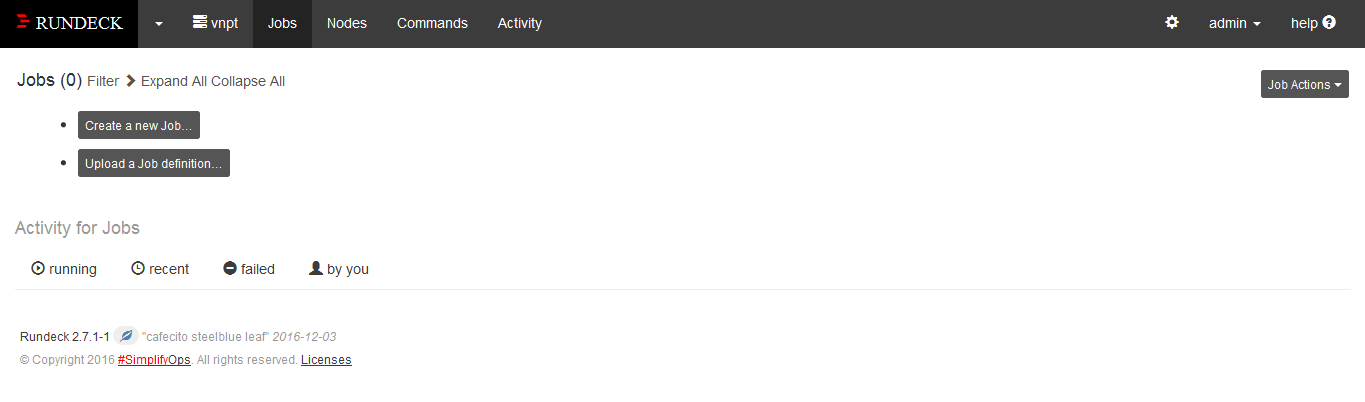 RUNDECK vnpt Jobs Nodes Commands Activity admin help
Jobs (0) Filter Expand All Collapse All Job Actions
Create a new Job...
Upload a Job definition...
Activity for Jobs
running recent failed by you
Rundeck 2.7.1-1 "cafecito steelblue leaf" 2016-12-03
© Copyright 2016 #SimplifyOps. All rights reserved. Licenses